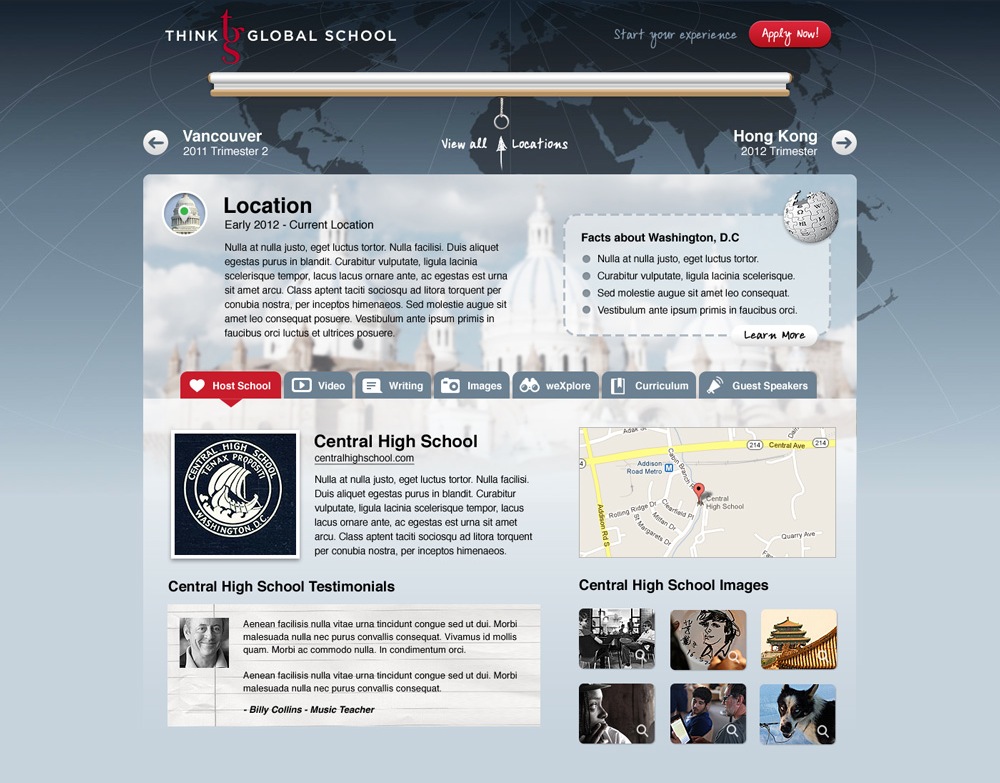 THINK tgs GLOBAL SCHOOL
Start your experience
Apply Now!
Vancouver
2011 Trimester 2
View all Locations
Hong Kong
2012 Trimester
Location
Early 2012 - Current Location
Nulla at nulla justo, eget luctus tortor. Nulla facilisi. Duis aliquet
egestas purus in blandit. Curabitur vulputate, ligula lacinia
scelerisque tempor, lacus lacus ornare ante, ac egestas est urna
sit amet arcu. Class aptent taciti sociosqu ad litora torquent per
conubia nostra, per inceptos himenaeos. Sed molestie augue sit
amet leo consequat posuere. Vestibulum ante ipsum primis in
faucibus orci luctus et ultrices posuere.
Facts about Washington, D.C
Nulla at nulla justo, eget luctus tortor.
Curabitur vulputate, ligula lacinia scelerisque.
Sed molestie augue sit amet leo consequat.
Vestibulum ante ipsum primis in faucibus orci.
Learn More
Host School
Video
Writing
Images
weXplore
Curriculum
Guest Speakers
CENTRAL HIGH SCHOOL
TENAX PROPOSITI
WASHINGTON D.C.
Central High School
centralhighschool.com
Nulla at nulla justo, eget luctus tortor. Nulla facilisi.
Duis aliquet egestas purus in blandit. Curabitur
vulputate, ligula lacinia scelerisque tempor, lacus
lacus ornare ante, ac egestas est urna sit amet
arcu. Class aptent taciti sociosqu ad litora torquent
per conubia nostra, per inceptos himenaeos.
Adak St
214
Central Ave
214
Addison
Road Metro
M
Capin Branch
Central
High School
Rolling Ridge Dr
Clearfield Pl
Millan Dr
St Margarets Dr
Addison Rd S
Quarry Ave
Central High School Testimonials
Aenean facilisis nulla vitae urna tincidunt congue sed ut dui. Morbi
malesuada nulla nec purus convallis consequat. Vivamus id mollis
quam. Morbi ac commodo nulla. In condimentum orci.
Aenean facilisis nulla vitae urna tincidunt congue sed ut dui. Morbi
malesuada nulla nec purus convallis consequat.
- Billy Collins - Music Teacher
Central High School Images